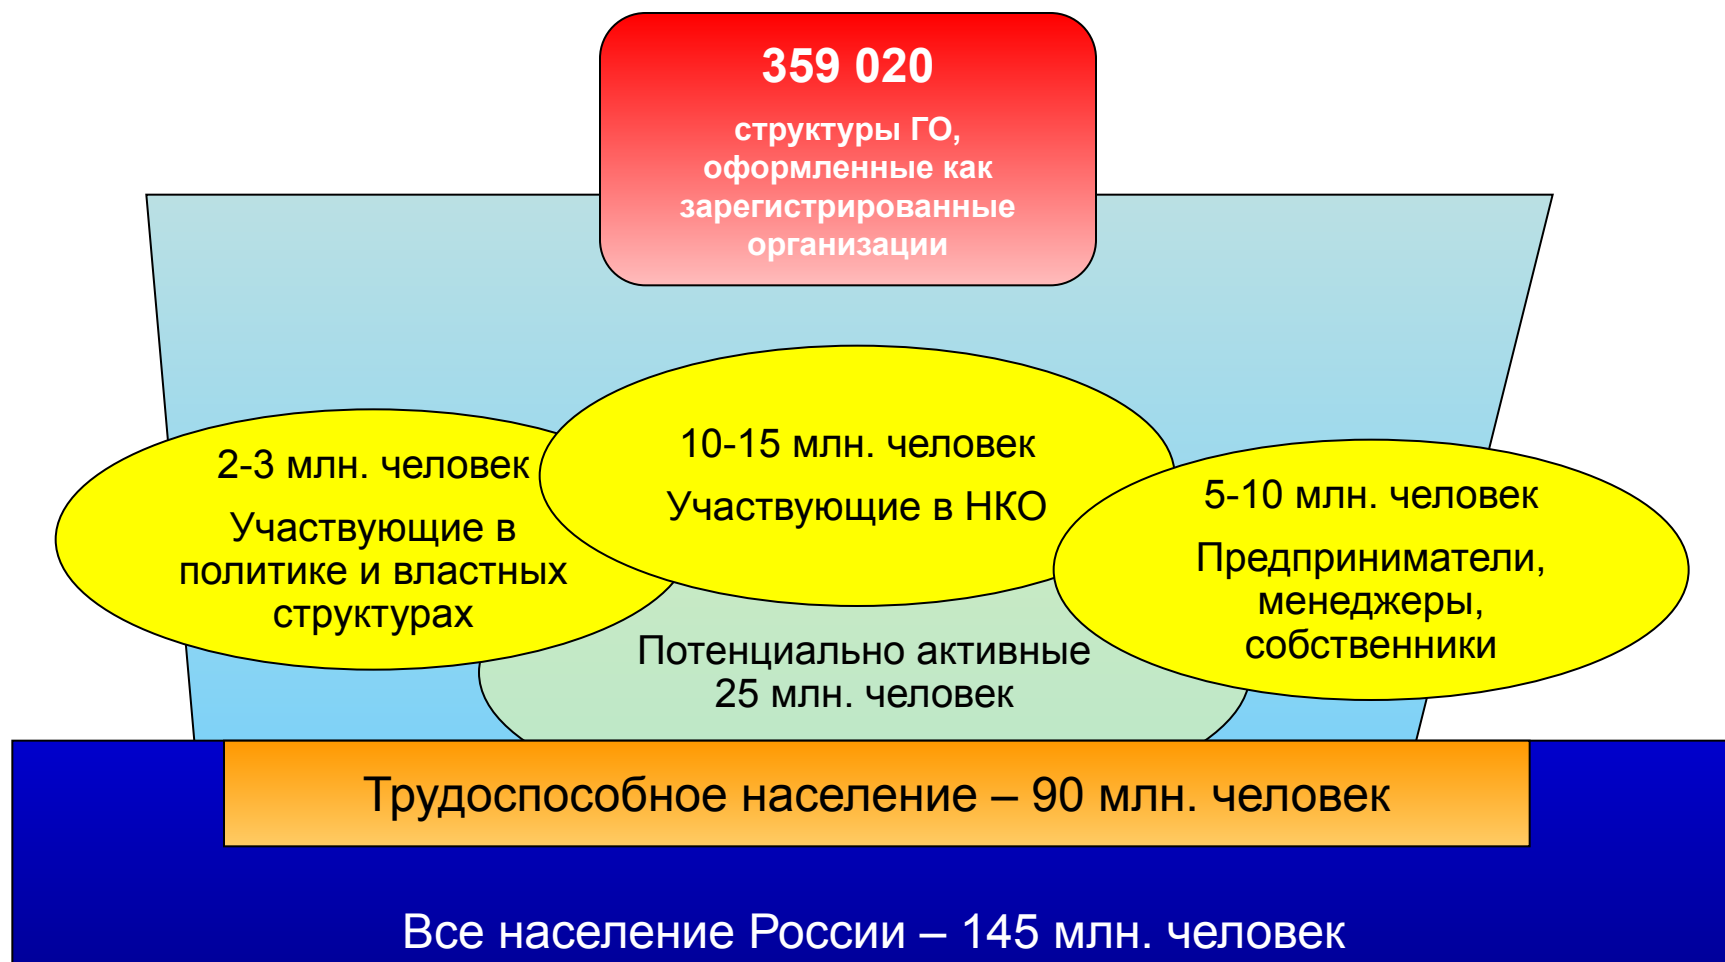 359 020
структуры ГО,
оформленные как
зарегистрированные
организации
2-3 млн. человек
Участвующие в
политике и властных
структурах
10-15 млн. человек
Участвующие в НКО
5-10 млн. человек
Предприниматели,
менеджеры,
собственники
Потенциально активные
25 млн. человек
Трудоспособное население – 90 млн. человек
Все население России – 145 млн. человек